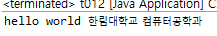 <terminated> t012 [Java Application] C
hello world 한림대학교 컴퓨터공학과